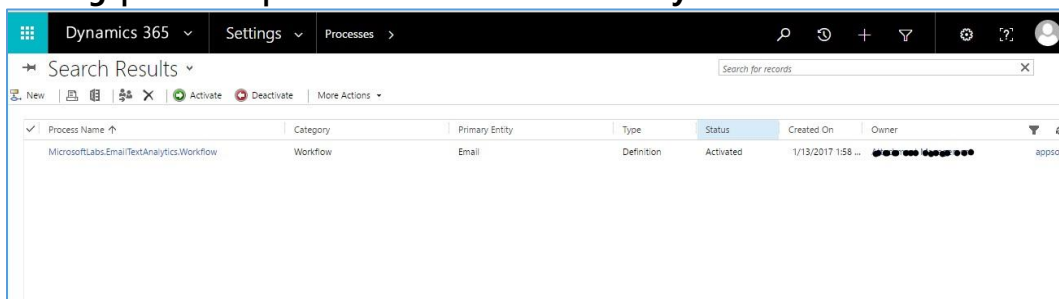 Dynamics 365 Settings Processes >
Search Results
Search for records
New Activate Deactivate More Actions
Process Name Category Primary Entity Type Status Created On Owner
MicrosoftLabs.EmailTextAnalytics.Workflow Workflow Email Definition Activated 1/13/2017 1:58 ...